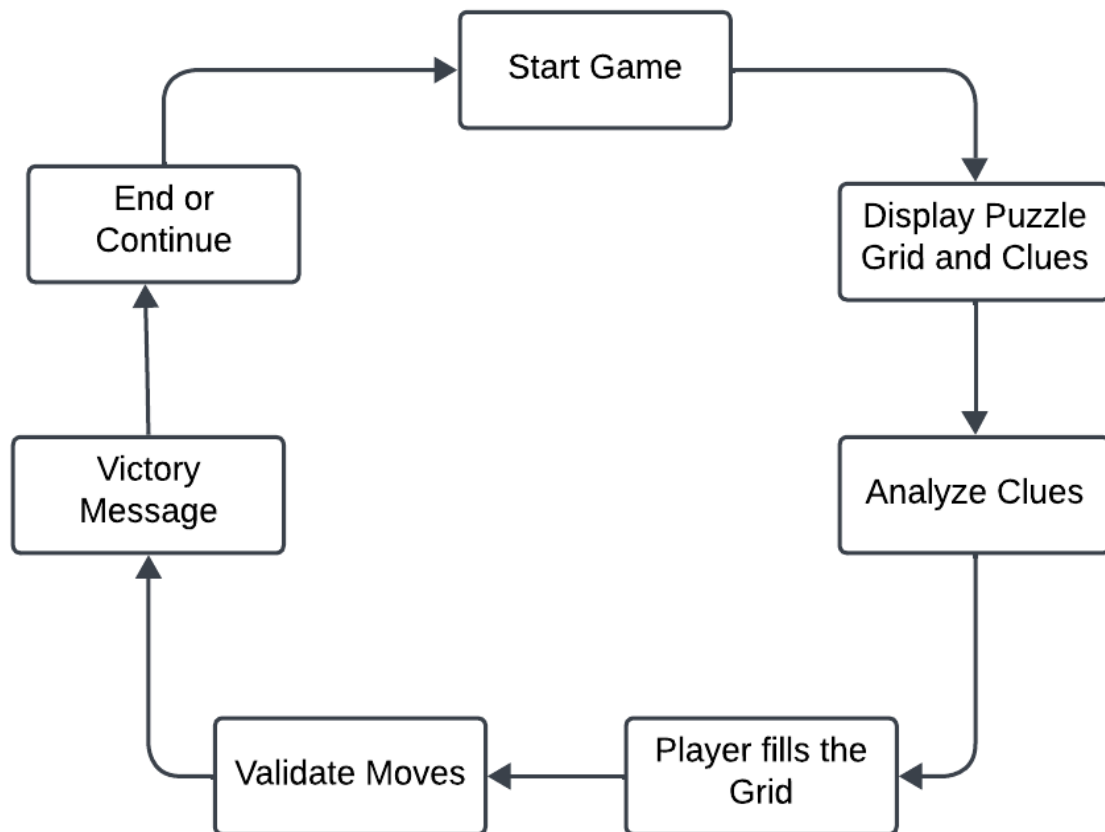 Start Game
Display Puzzle
Grid and Clues
Analyze Clues
Player fills the
Grid
Validate Moves
Victory
Message
End or
Continue